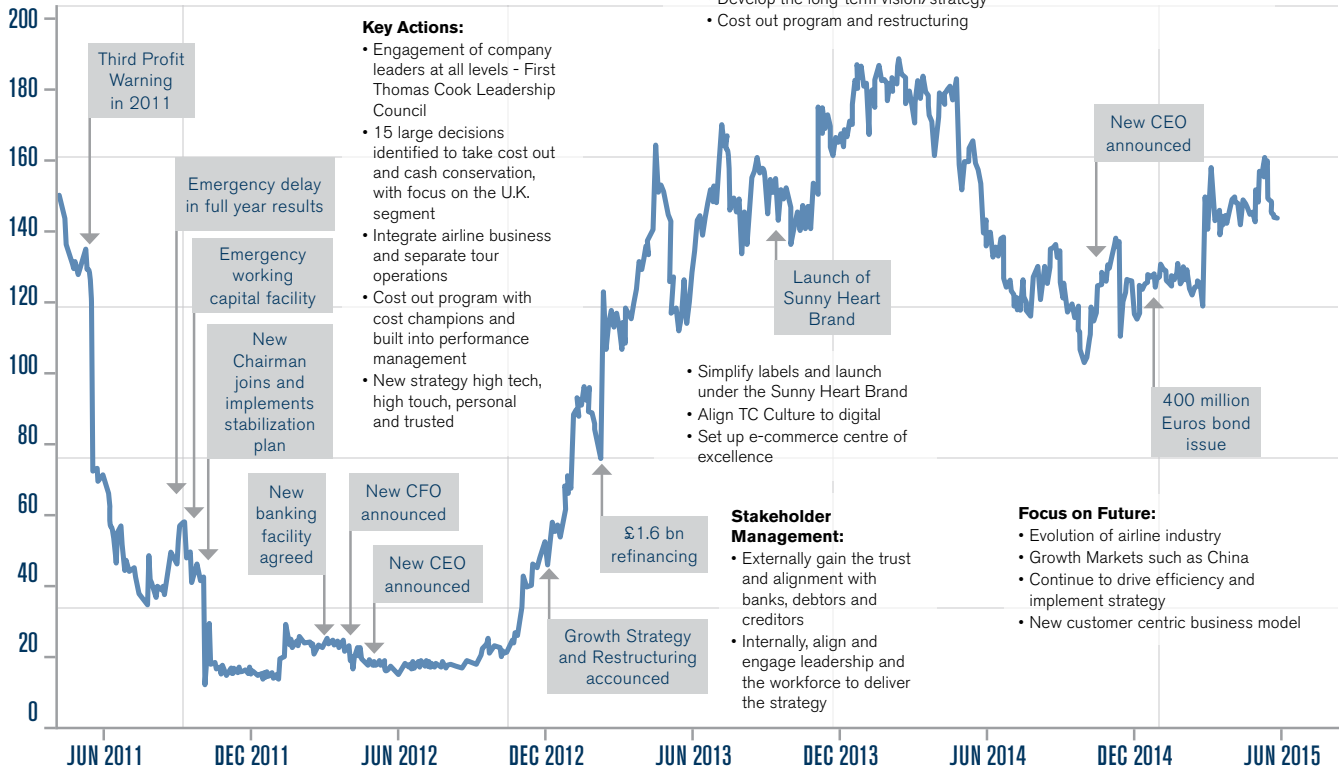 Develop the long-term vision/strategy
• Cost out program and restructuring
200
180
160
140
120
100
80
60
40
20
0
Third Profit
Warning
in 2011
Emergency delay
in full year results
Emergency
working
capital facility
New
Chairman
joins and
implements
stabilization
plan
Key Actions:
• Engagement of company
leaders at all levels - First
Thomas Cook Leadership
Council
• 15 large decisions
identified to take cost out
and cash conservation,
with focus on the U.K.
segment
• Integrate airline business
and separate tour
operations
• Cost out program with
cost champions and
built into performance
management
• New strategy high tech,
high touch, personal
and trusted
New
banking
facility
agreed
New CFO
announced
New CEO
announced
Growth Strategy
and Restructuring
accounced
£1.6 bn
refinancing
Launch of
Sunny Heart
Brand
• Simplify labels and launch
under the Sunny Heart Brand
• Align TC Culture to digital
• Set up e-commerce centre of
excellence
Stakeholder
Management:
• Externally gain the trust
and alignment with
banks, debtors and
creditors
• Internally, align and
engage leadership and
the workforce to deliver
the strategy
New CEO
announced
400 million
Euros bond
issue
Focus on Future:
• Evolution of airline industry
• Growth Markets such as China
• Continue to drive efficiency and
implement strategy
• New customer centric business model
JUN 2011
DEC 2011
JUN 2012
DEC 2012
JUN 2013
DEC 2013
JUN 2014
DEC 2014
JUN 2015